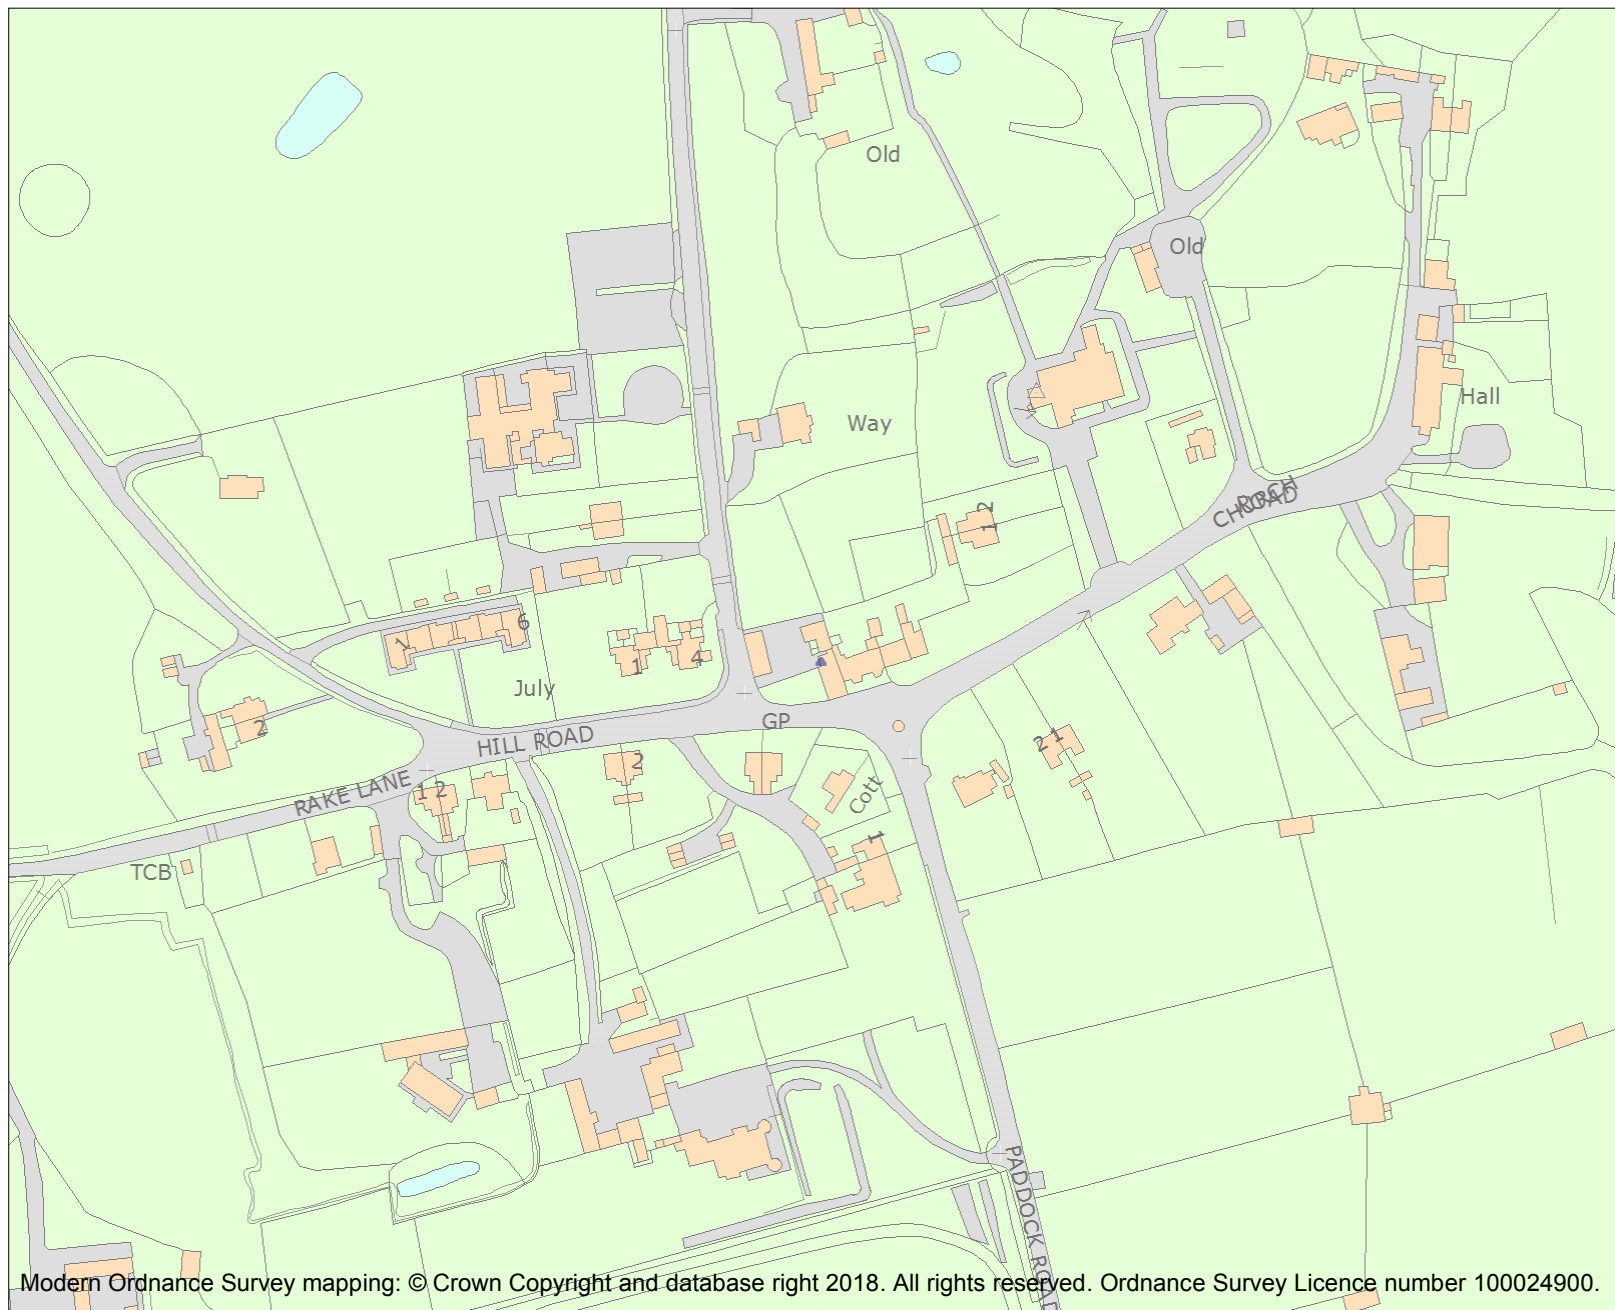 Old
Old
Hall
Way
1 2
CHURCH ROAD
1
6
1
4
July
2
GP
HILL ROAD
2
2 1
RAKE LANE
1 2
Cott
1
TCB
PADDOCK ROAD
Modern Ordnance Survey mapping: © Crown Copyright and database right 2018. All rights reserved. Ordnance Survey Licence number 100024900.